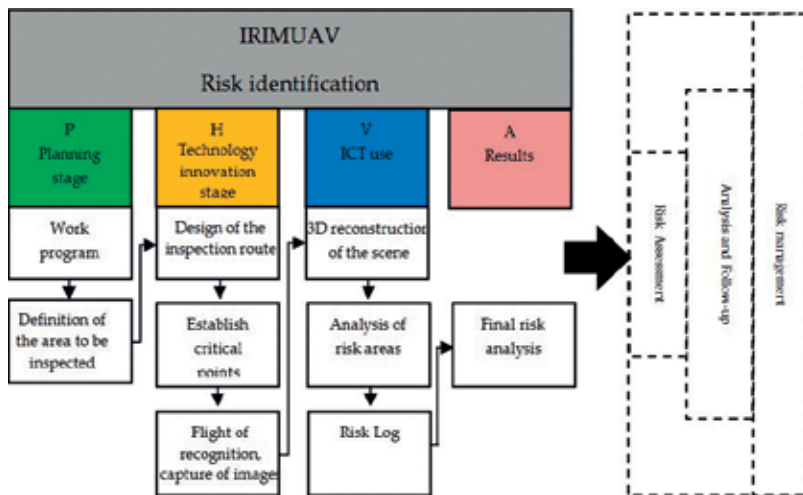 IRIMUAV
Risk identification
P
Planning
stage
H
Technology
innovation
stage
V
ICT use
A
Results
Work
program
Design of the
inspection route
3D reconstruction
of the scene
Definition of
the area to be
inspected
Establish
critical
points
Analysis of
risk areas
Final risk
analysis
Flight of
recognition,
capture of images
Risk Log
Risk Assessment
Analysis and Follow-up
Risk management